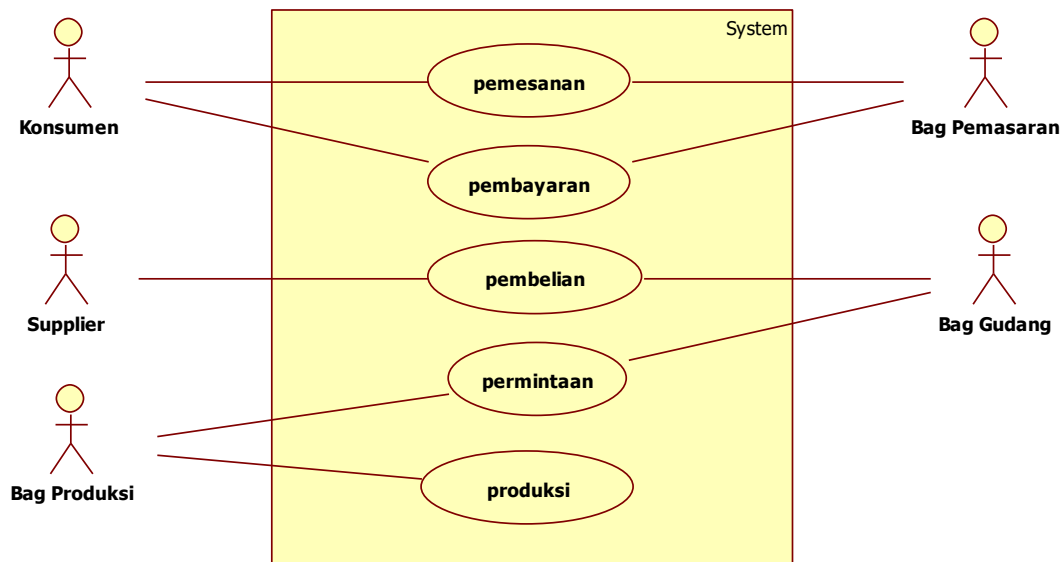 System
pemesanan
Konsumen
Bag Pemasaran
pembayaran
pembelian
Supplier
Bag Gudang
permintaan
Bag Produksi
produksi